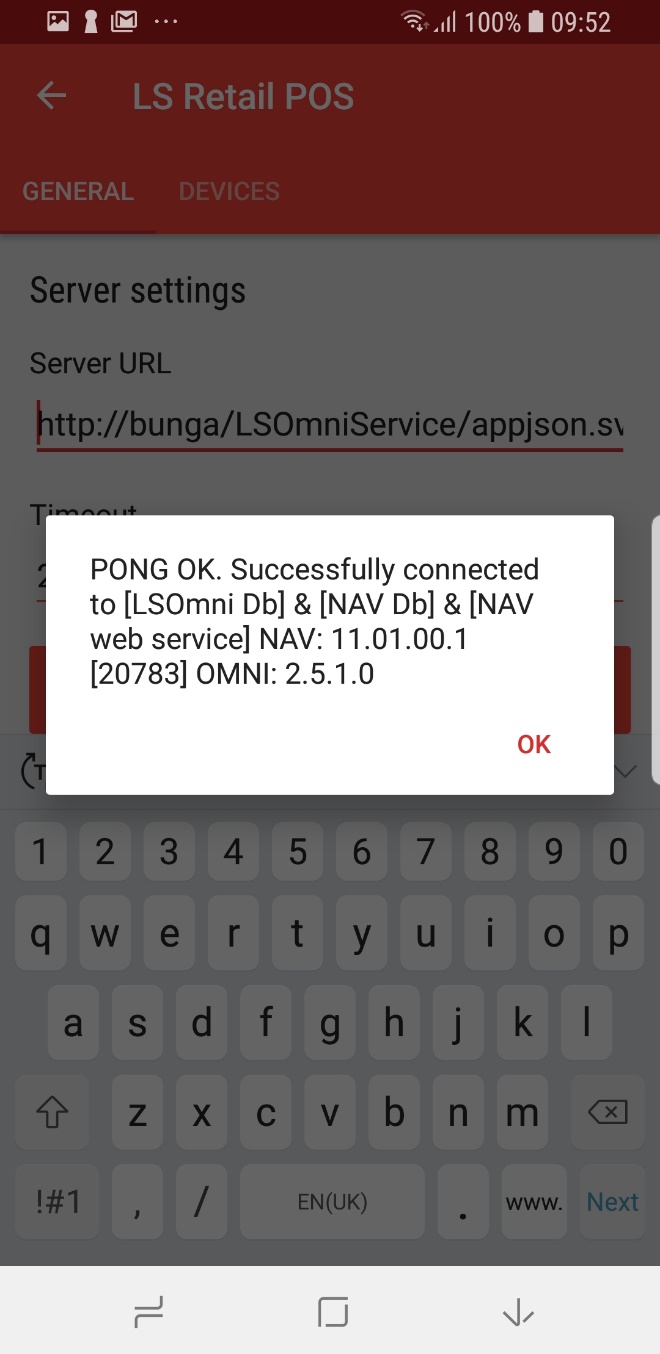 100% 09:52
LS Retail POS
GENERAL DEVICES
Server settings
Server URL
http://bunga/LSOmniService/appjson.sv
Timeout
2
PONG OK. Successfully connected
to [LSOmni Db] & [NAV Db] & [NAV
web service] NAV: 11.01.00.1
[20783] OMNI: 2.5.1.0
OK
T
1 2 3 4 5 6 7 8 9 0
q w e r t y u i o p
a s d f g h j k l
z x c v b n m
!#1 , / EN(UK) . www. Next